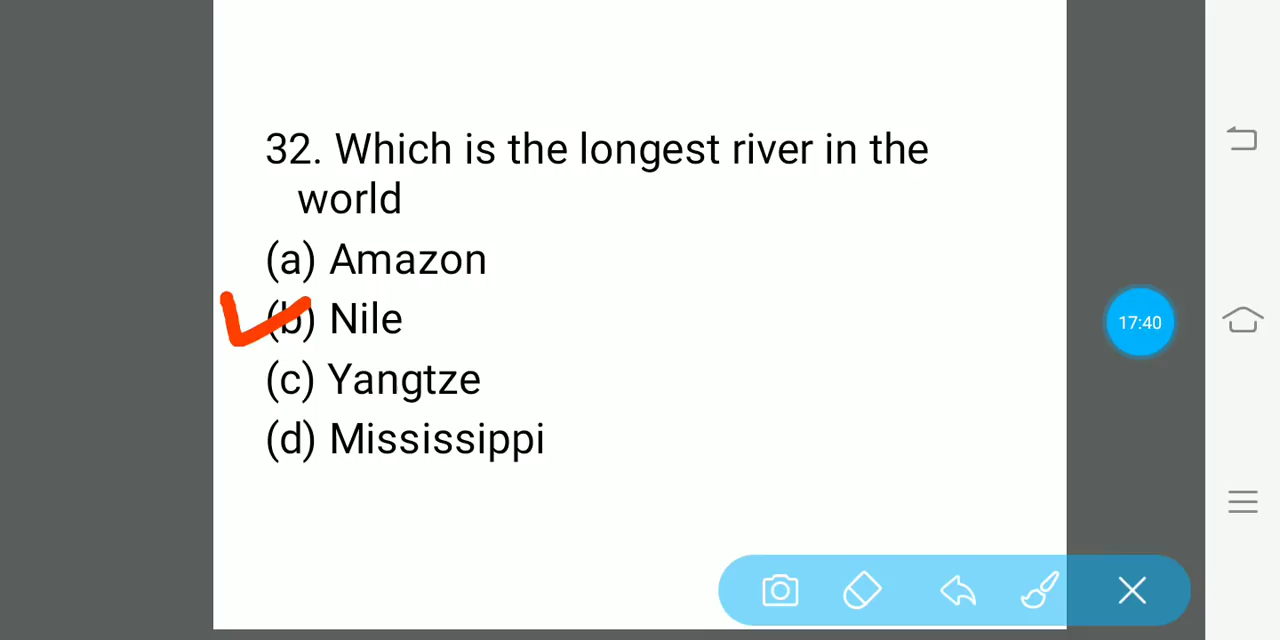 32. Which is the longest river in the
world
(a) Amazon
(b) Nile
(c) Yangtze
(d) Mississippi
17:40